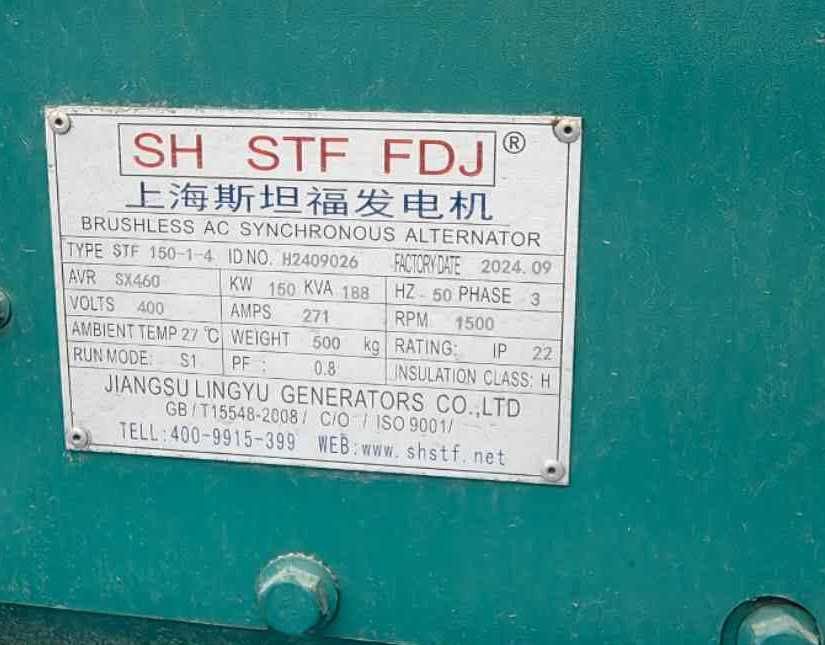 SH STF FDJ ®
上海斯坦福发电机
BRUSHLESS AC SYNCHRONOUS ALTERNATOR
TYPE STF 150-1-4 ID NO. H2409026 FACTORY DATE 2024.09
AVR SX460 KW 150 KVA 188 HZ 50 PHASE 3
VOLTS 400 AMPS 271 RPM 1500
AMBIENT TEMP 27 ℃ WEIGHT 500 kg RATING: IP 22
RUN MODE: S1 PF : 0.8 INSULATION CLASS: H
JIANGSU LINGYU GENERATORS CO.,LTD
GB/T15548-2008/ C/O / ISO 9001/
TELL:400-9915-399 WEB:www.shstf.net